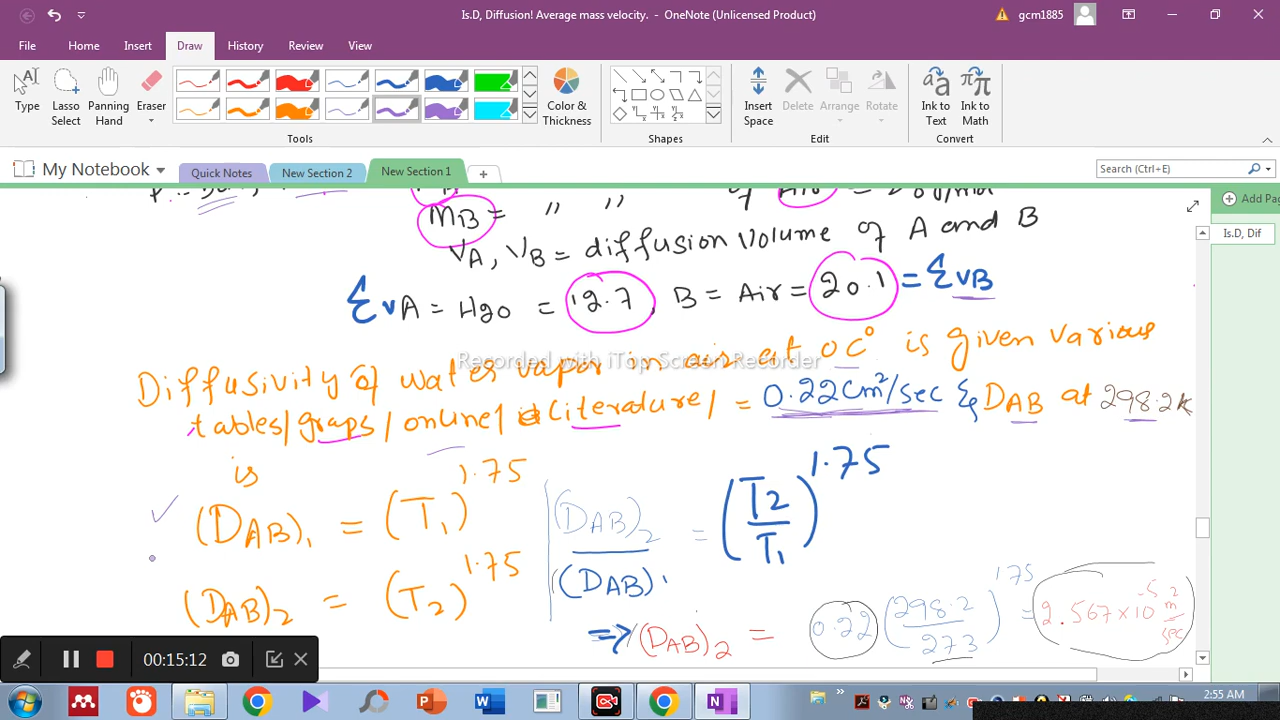 Is.D, Diffusion! Average mass velocity. - OneNote (Unlicensed Product)
gcm1885
File Home Insert Draw History Review View
Type
Lasso Select
Panning Hand
Eraser
Color & Thickness
Insert Space
Delete
Arrange
Rotate
Ink to Text
Ink to Math
Tools
Shapes
Edit
Convert
My Notebook
Quick Notes
New Section 2
New Section 1
Search (Ctrl+E)
Add Pag
Is.D, Dif
MB = " "
VA, VB = diffusion Volume of A and B
Σ VA = H2O = 12.7, B = Air = 20.1 = Σ VB
Recorded with iTop Screen Recorder
Diffusivity of water vapor in air at 0C° is given various
tables/graps/online/ Literature/ = 0.22 Cm²/sec & DAB at 298.2K
is
(DAB)₁ = (T₁)^1.75
(DAB)₂ = (T₂)^1.75
(DAB)₂ / (DAB)₁ = (T2 / T₁)^1.75
=> (DAB)₂ = 0.22 (298.2 / 273)^1.75 = 2.567×10^-5 m²/sec
00:15:12
2:55 AM